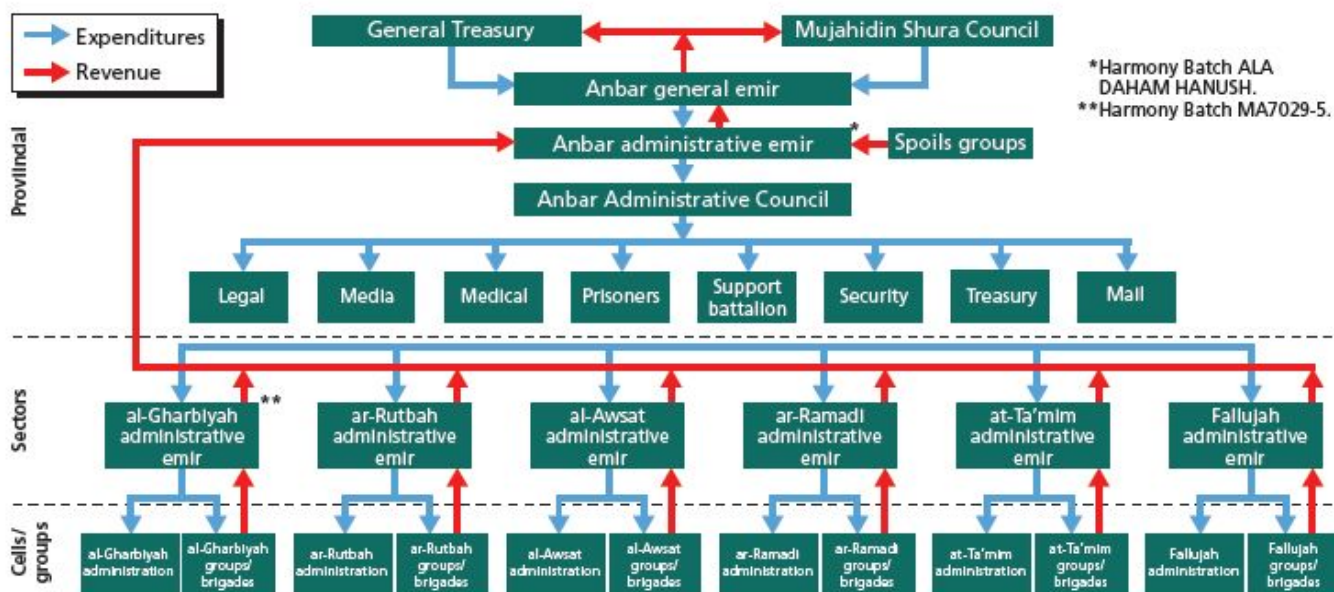 Expenditures
Revenue
General Treasury
Mujahidin Shura Council
*Harmony Batch ALA
DAHAM HANUSH.
**Harmony Batch MA7029-5.
Anbar general emir
Anbar administrative emir
*
Spoils groups
Anbar Administrative Council
Proviindal
Legal
Media
Medical
Prisoners
Support
battalion
Security
Treasury
Mail
Sectors
al-Gharbiyah
administrative
emir
**
ar-Rutbah
administrative
emir
al-Awsat
administrative
emir
ar-Ramadi
administrative
emir
at-Ta'mim
administrative
emir
Fallujah
administrative
emir
Cells/
groups
al-Gharbiyah
administration
al-Gharbiyah
groups/
brigades
ar-Rutbah
administration
ar-Rutbah
groups/
brigades
al-Awsat
administration
al-Awsat
groups/
brigades
ar-Ramadi
administration
ar-Ramadi
groups/
brigades
at-Ta'mim
administration
at-Ta'mim
groups/
brigades
Fallujah
administration
Fallujah
groups/
brigades